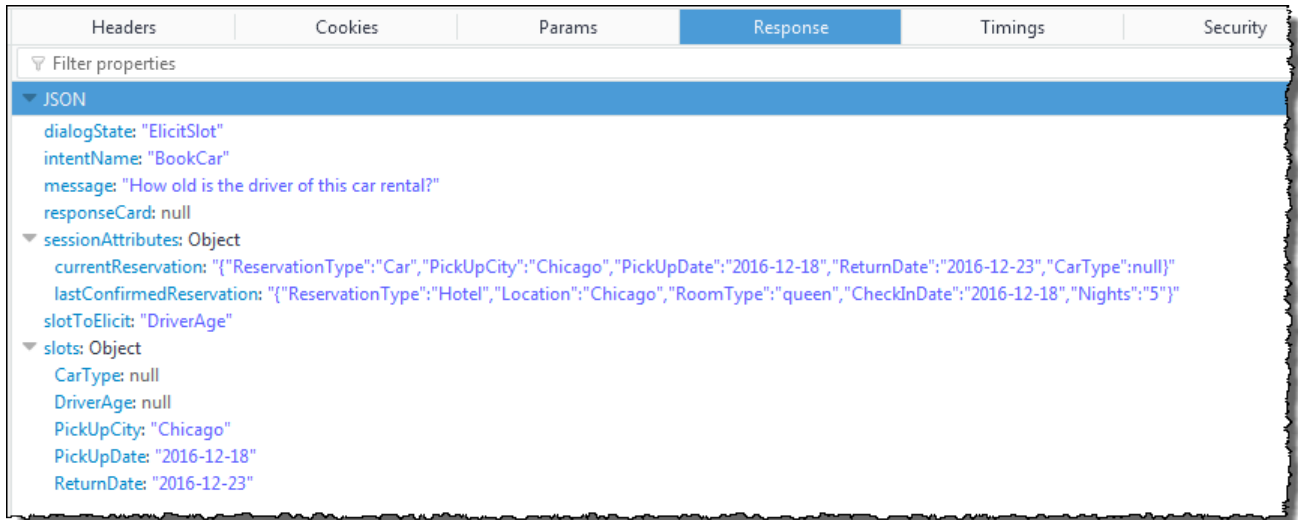 Headers Cookies Params Response Timings Security
Filter properties
JSON
dialogState: "ElicitSlot"
intentName: "BookCar"
message: "How old is the driver of this car rental?"
responseCard: null
sessionAttributes: Object
currentReservation: "{"ReservationType":"Car","PickUpCity":"Chicago","PickUpDate":"2016-12-18","ReturnDate":"2016-12-23","CarType":null}"
lastConfirmedReservation: "{"ReservationType":"Hotel","Location":"Chicago","RoomType":"queen","CheckInDate":"2016-12-18","Nights":"5"}"
slotToElicit: "DriverAge"
slots: Object
CarType: null
DriverAge: null
PickUpCity: "Chicago"
PickUpDate: "2016-12-18"
ReturnDate: "2016-12-23"